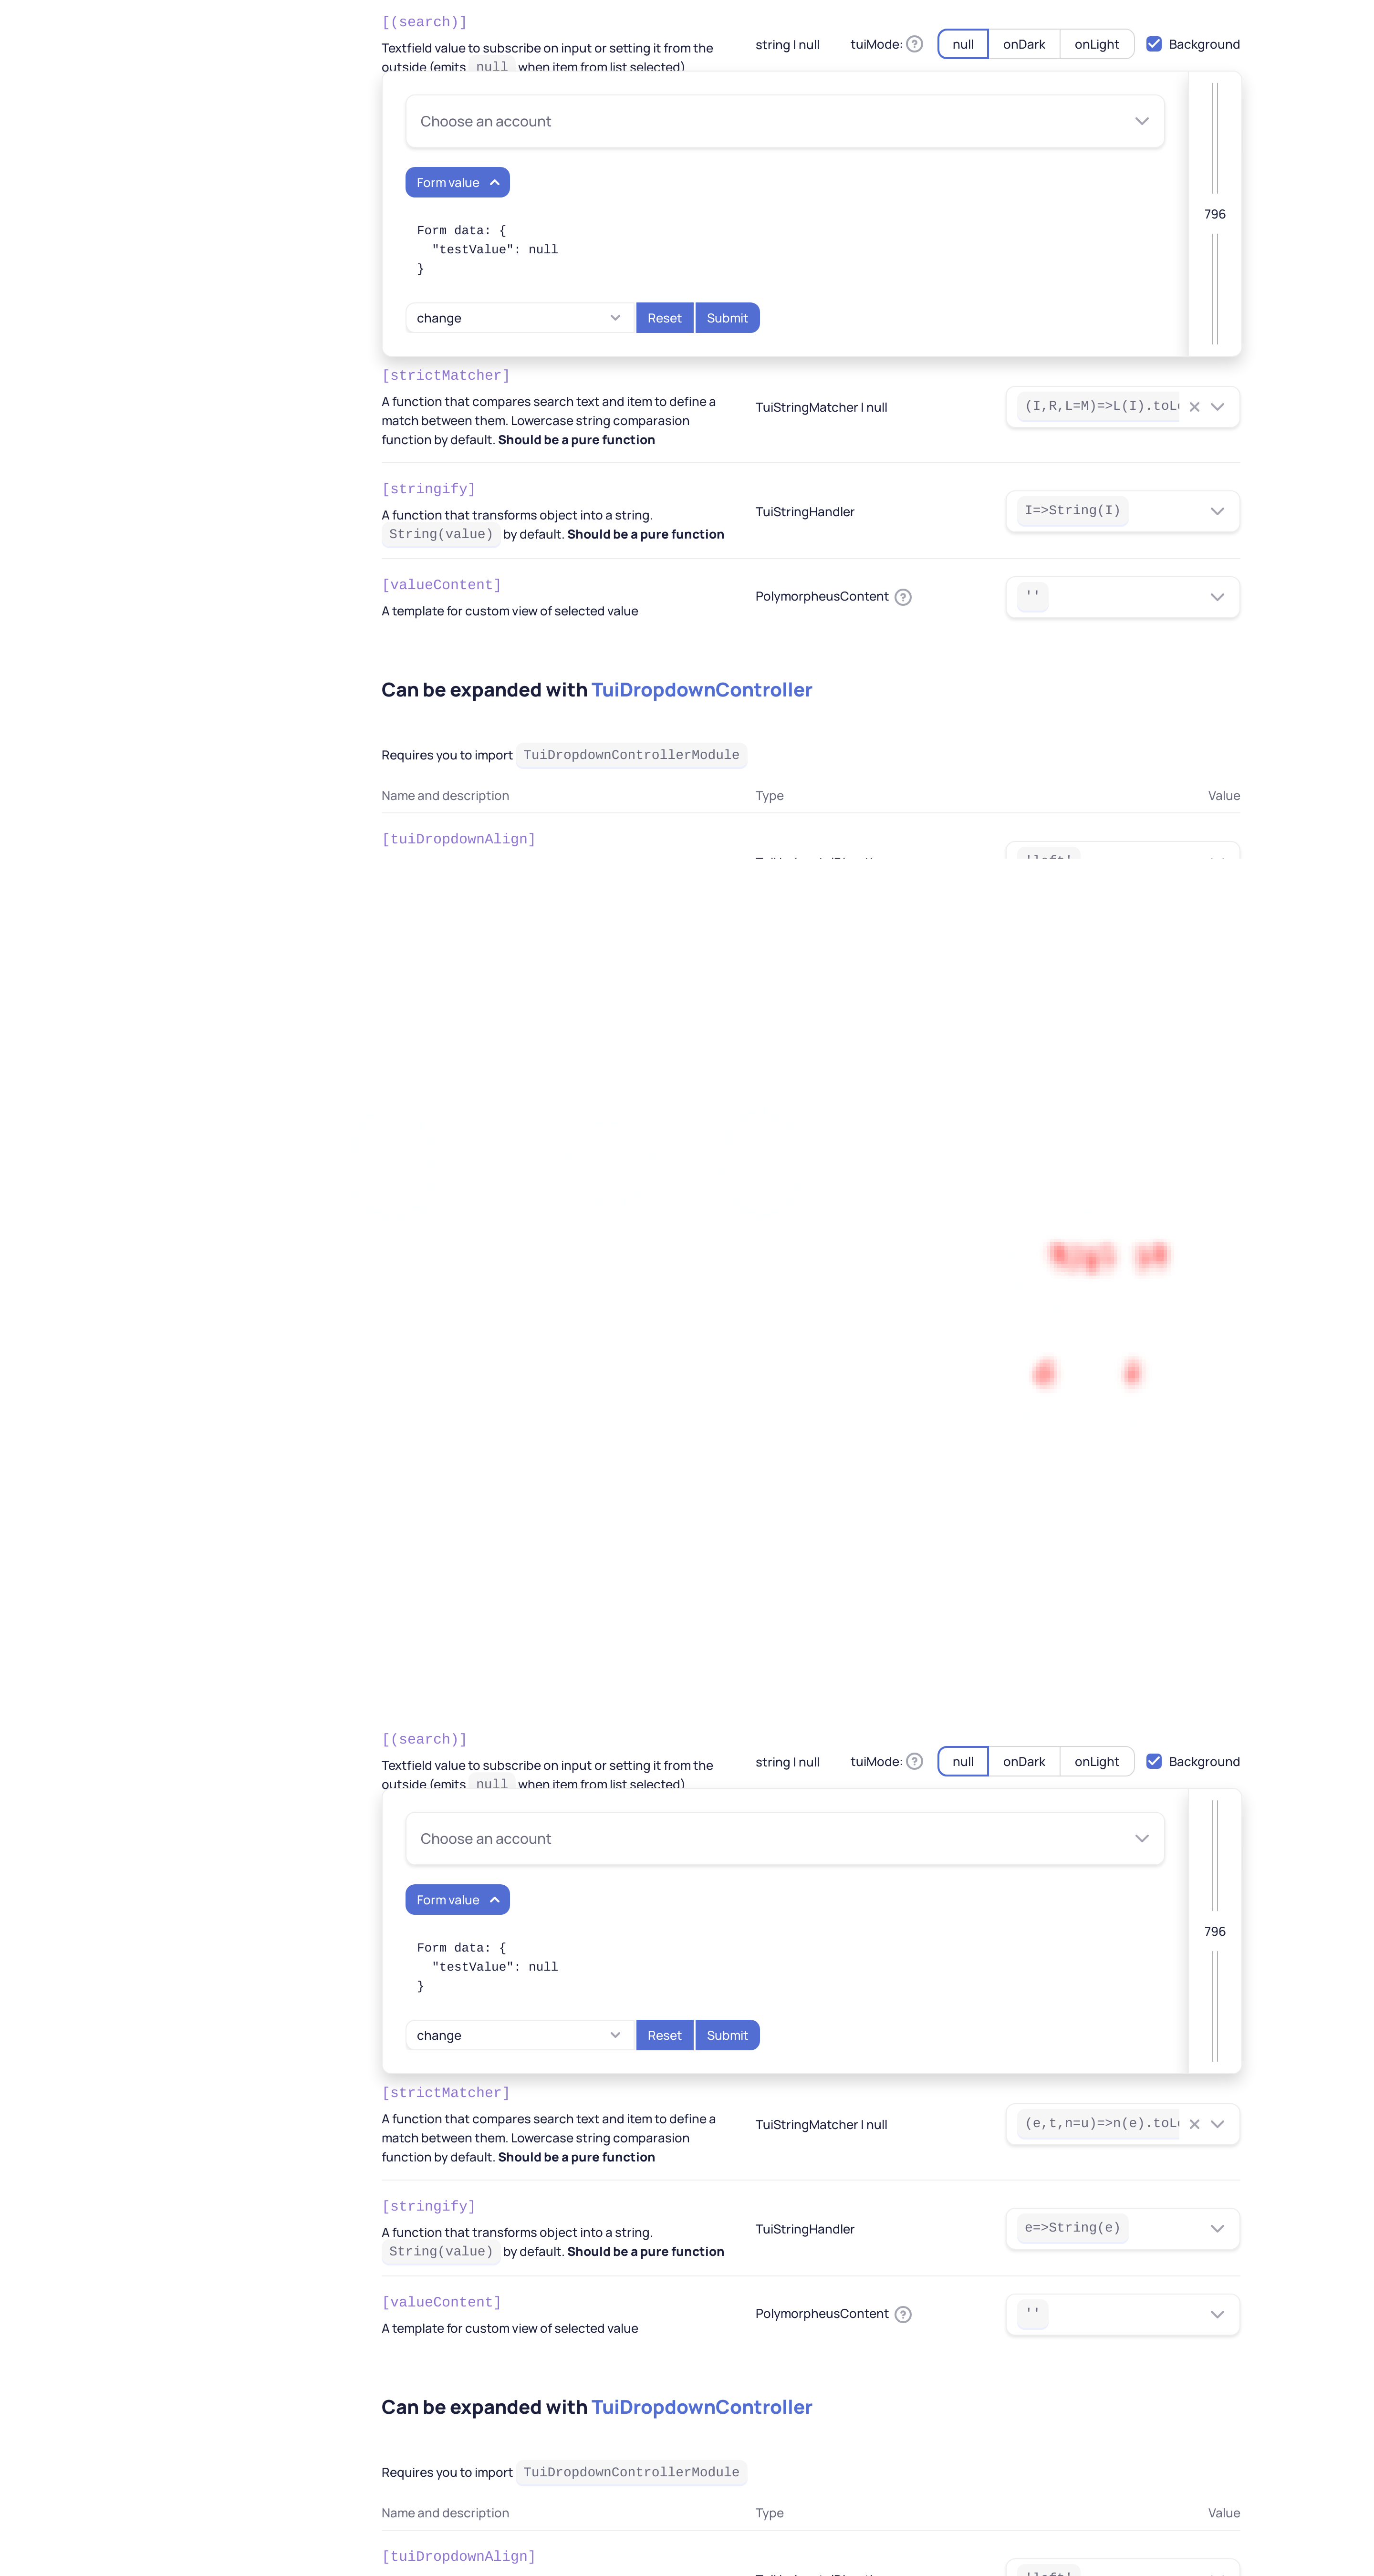 [(search)]
Textfield value to subscribe on input or setting it from the
string | null
tuiMode:
null
onDark
onLight
Background
outside (emits null when item from list selected)
Choose an account
Form value
796
Form data: {
"testValue": null
}
change
Reset
Submit
[strictMatcher]
A function that compares search text and item to define a
match between them. Lowercase string comparasion
function by default. Should be a pure function
TuiStringMatcher | null
(I,R,L=M)=>L(I).toL
[stringify]
A function that transforms object into a string.
String(value) by default. Should be a pure function
TuiStringHandler
I=>String(I)
[valueContent]
A template for custom view of selected value
PolymorpheusContent
''
Can be expanded with TuiDropdownController
Requires you to import TuiDropdownControllerModule
Name and description
Type
Value
[tuiDropdownAlign]
[(search)]
Textfield value to subscribe on input or setting it from the
string | null
tuiMode:
null
onDark
onLight
Background
outside (emits null when item from list selected)
Choose an account
Form value
796
Form data: {
"testValue": null
}
change
Reset
Submit
[strictMatcher]
A function that compares search text and item to define a
match between them. Lowercase string comparasion
function by default. Should be a pure function
TuiStringMatcher | null
(e,t,n=u)=>n(e).toL
[stringify]
A function that transforms object into a string.
String(value) by default. Should be a pure function
TuiStringHandler
e=>String(e)
[valueContent]
A template for custom view of selected value
PolymorpheusContent
''
Can be expanded with TuiDropdownController
Requires you to import TuiDropdownControllerModule
Name and description
Type
Value
[tuiDropdownAlign]